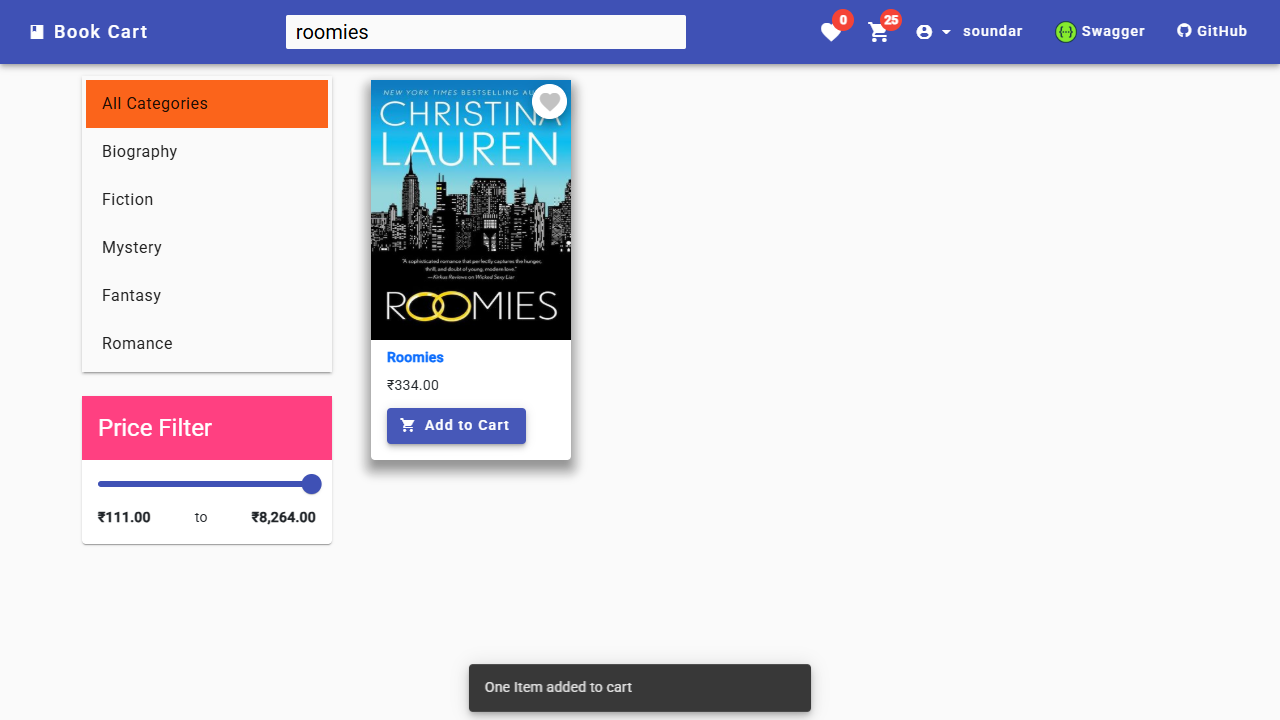 Book Cart
roomies
0
25
soundar
Swagger
GitHub
All Categories
Biography
Fiction
Mystery
Fantasy
Romance
Price Filter
₹111.00 to ₹8,264.00
NEW YORK TIMES BESTSELLING AU
CHRISTINA
LAUREN
"A sophisticated romance that perfectly captures the hunger,
thrill, and doubt of young, modern love."
—Kirkus Reviews on Wicked Sexy Liar
ROOMIES
Roomies
₹334.00
Add to Cart
One Item added to cart